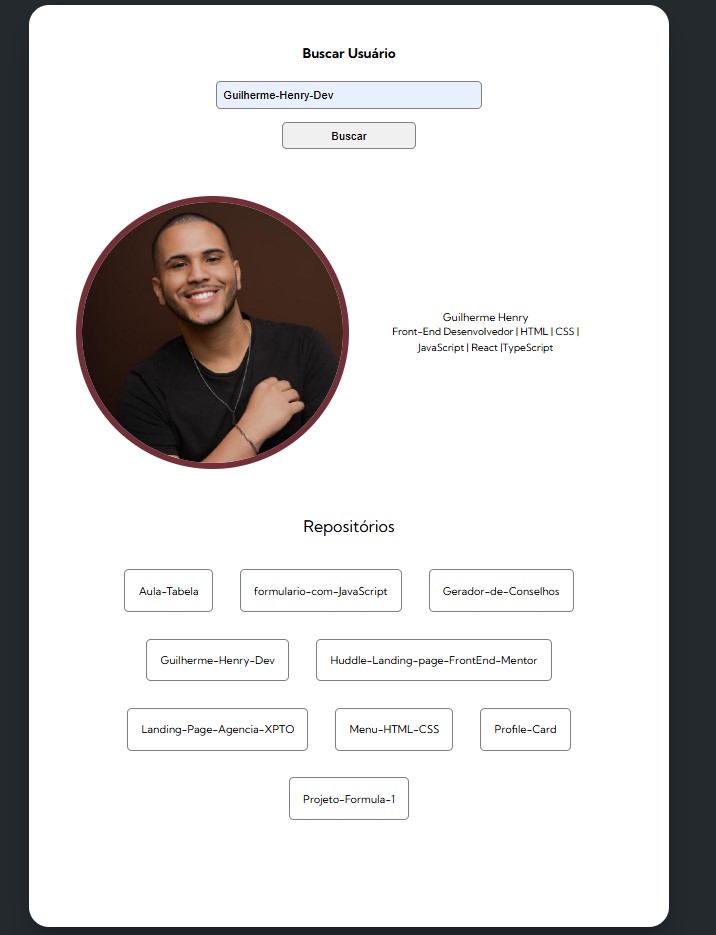 Buscar Usuário
Guilherme-Henry-Dev
Buscar
Guilherme Henry
Front-End Desenvolvedor | HTML | CSS |
JavaScript | React |TypeScript
Repositórios
Aula-Tabela
formulario-com-JavaScript
Gerador-de-Conselhos
Guilherme-Henry-Dev
Huddle-Landing-page-FrontEnd-Mentor
Landing-Page-Agencia-XPTO
Menu-HTML-CSS
Profile-Card
Projeto-Formula-1